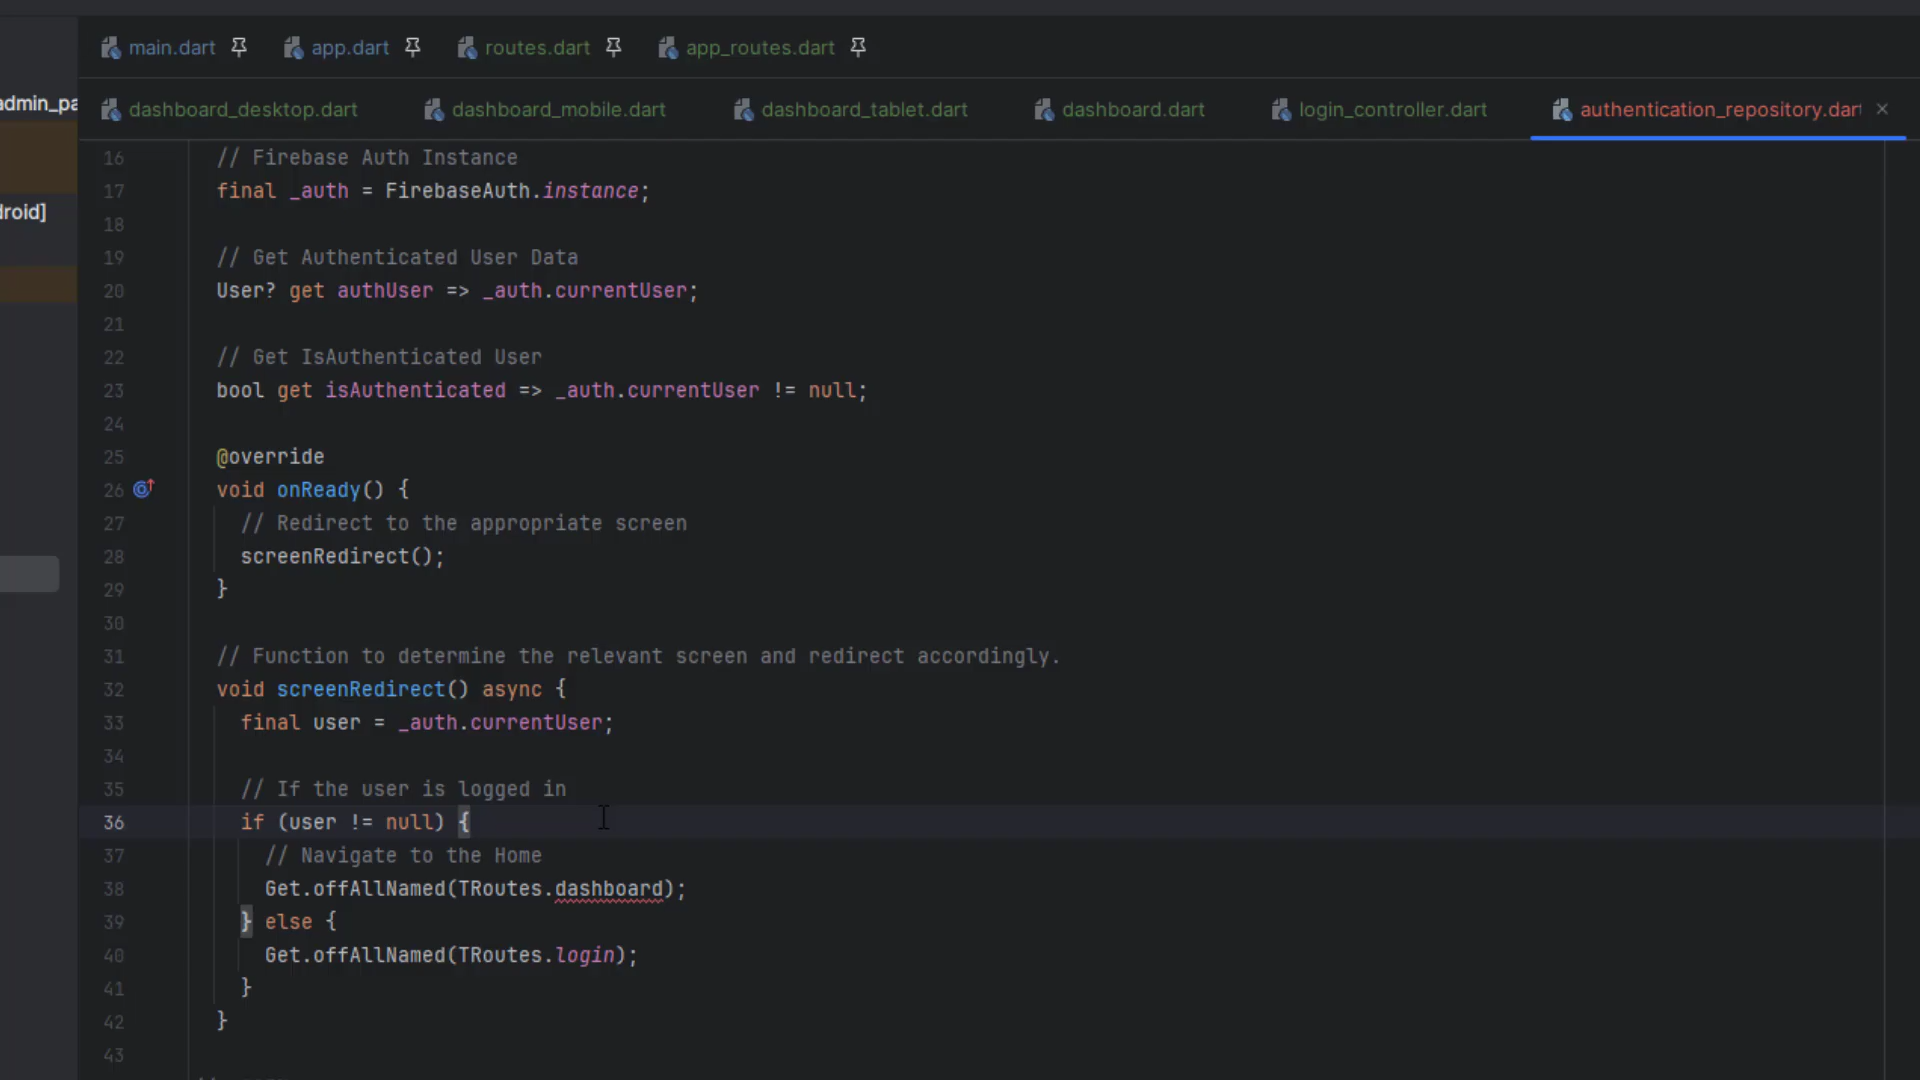 main.dart app.dart routes.dart app_routes.dart
admin_pa
dashboard_desktop.dart dashboard_mobile.dart dashboard_tablet.dart dashboard.dart login_controller.dart authentication_repository.dart
droid]
16 // Firebase Auth Instance
17 final _auth = FirebaseAuth.instance;
18
19 // Get Authenticated User Data
20 User? get authUser => _auth.currentUser;
21
22 // Get IsAuthenticated User
23 bool get isAuthenticated => _auth.currentUser != null;
24
25 @override
26 void onReady() {
27 // Redirect to the appropriate screen
28 screenRedirect();
29 }
30
31 // Function to determine the relevant screen and redirect accordingly.
32 void screenRedirect() async {
33 final user = _auth.currentUser;
34
35 // If the user is logged in
36 if (user != null) {
37 // Navigate to the Home
38 Get.offAllNamed(TRoutes.dashboard);
39 } else {
40 Get.offAllNamed(TRoutes.login);
41 }
42 }
43